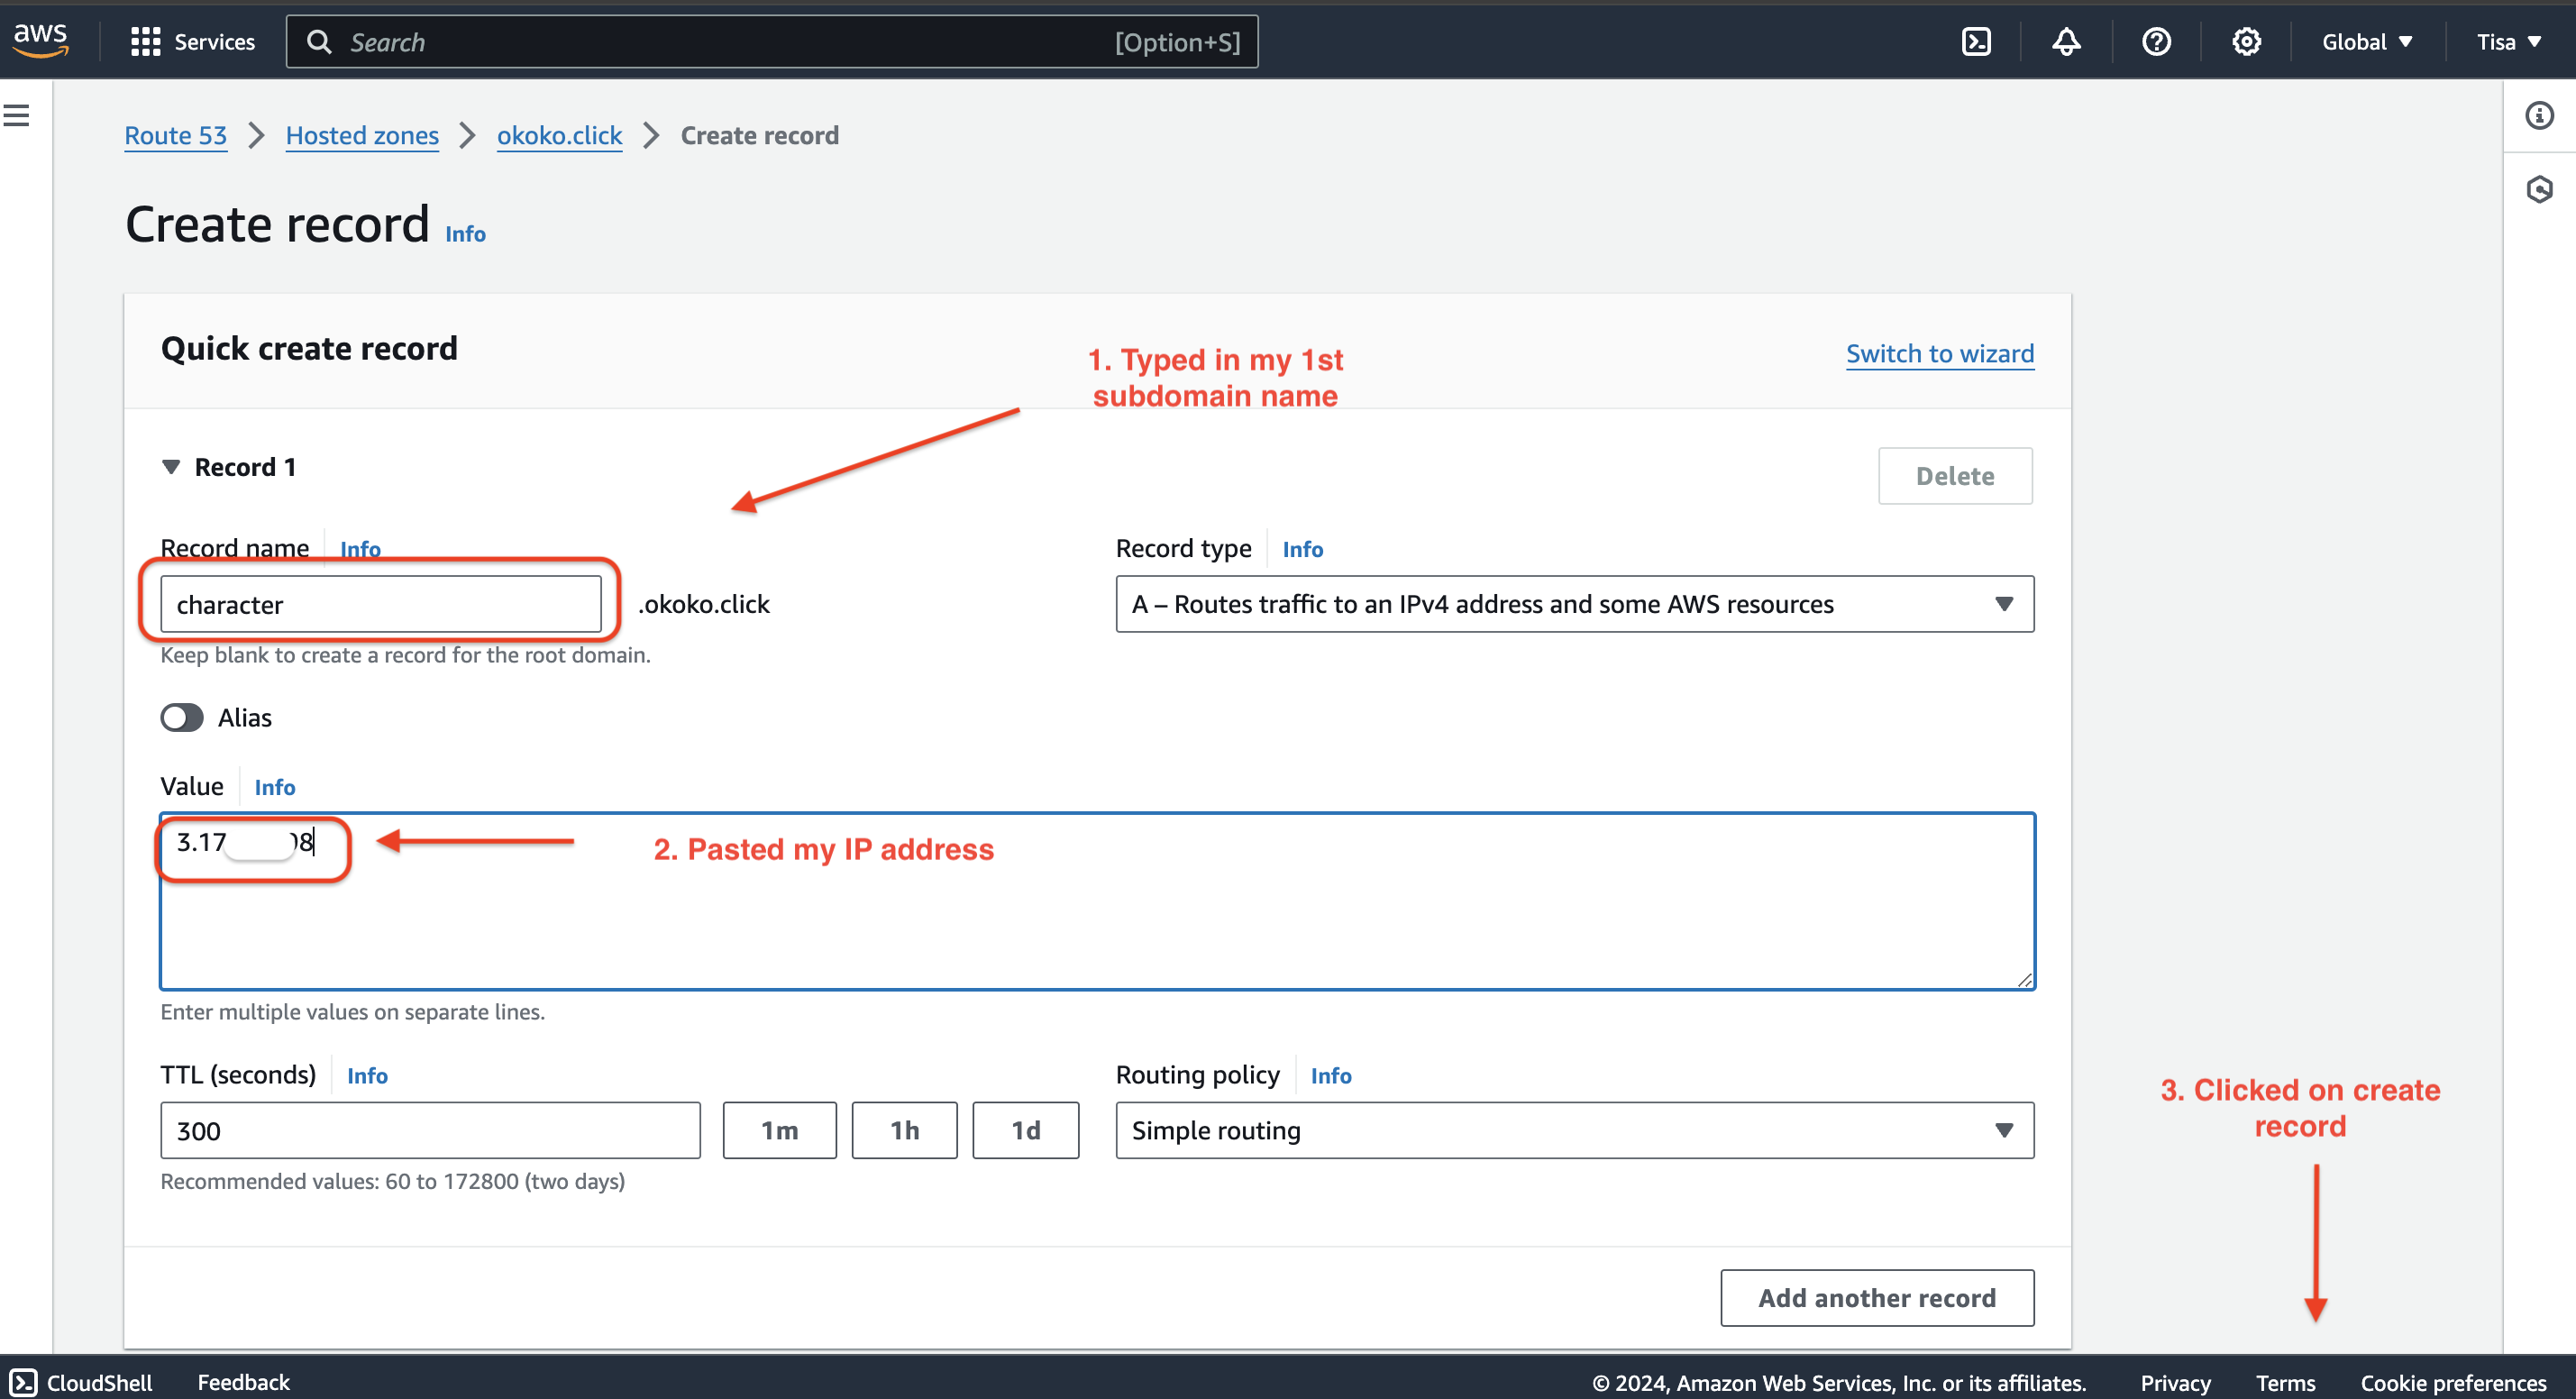 aws Services Search [Option+S] Global Tisa
Route 53 Hosted zones okoko.click Create record
Create record Info
Quick create record
Switch to wizard
1. Typed in my 1st
subdomain name
Record 1
Delete
Record name Info
Record type Info
character .okoko.click
A – Routes traffic to an IPv4 address and some AWS resources
Keep blank to create a record for the root domain.
Alias
Value Info
3.17 8
2. Pasted my IP address
Enter multiple values on separate lines.
TTL (seconds) Info
Routing policy Info
300 1m 1h 1d
Simple routing
Recommended values: 60 to 172800 (two days)
3. Clicked on create
record
Add another record
CloudShell Feedback © 2024, Amazon Web Services, Inc. or its affiliates. Privacy Terms Cookie preferences